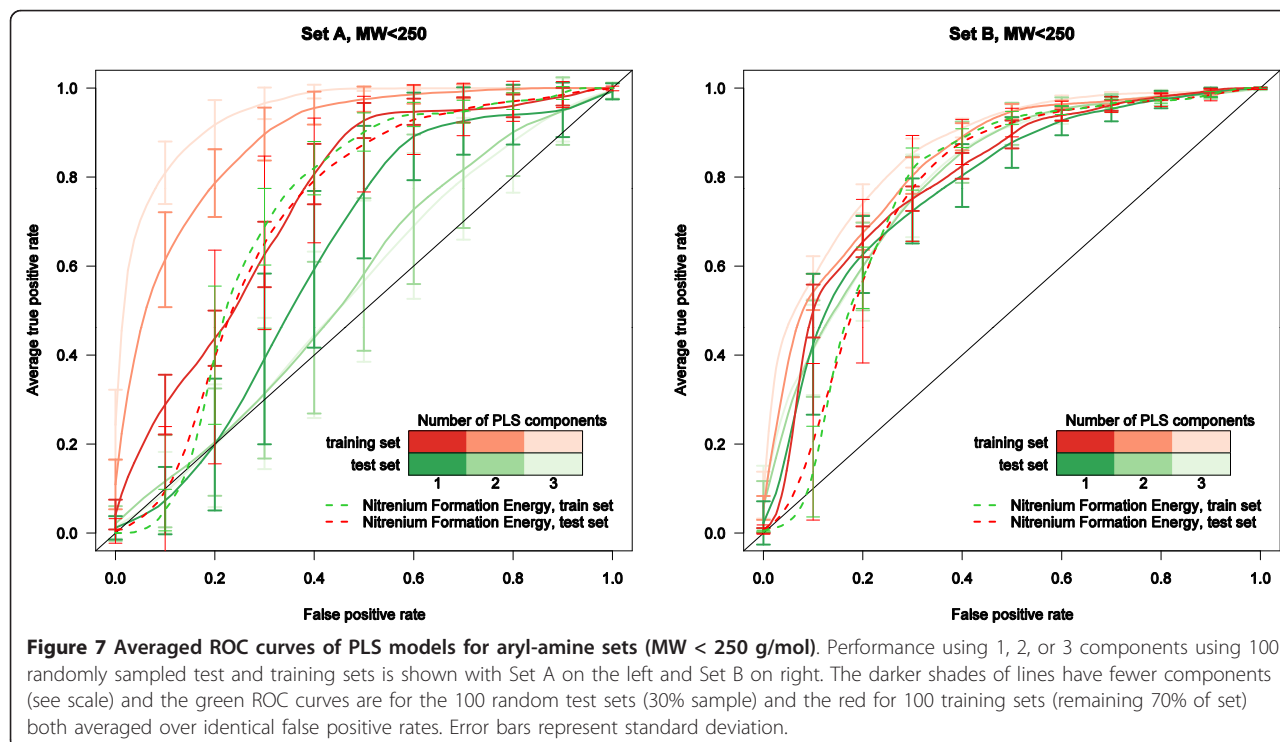 Set A, MW<250
Average true positive rate
1.0
0.8
0.6
0.4
0.2
0.0
0.0 0.2 0.4 0.6 0.8 1.0
False positive rate
Number of PLS components
training set
test set
1 2 3
Nitrenium Formation Energy, train set
Nitrenium Formation Energy, test set
Set B, MW<250
Average true positive rate
1.0
0.8
0.6
0.4
0.2
0.0
0.0 0.2 0.4 0.6 0.8 1.0
False positive rate
Number of PLS components
training set
test set
1 2 3
Nitrenium Formation Energy, train set
Nitrenium Formation Energy, test set
Figure 7 Averaged ROC curves of PLS models for aryl-amine sets (MW < 250 g/mol). Performance using 1, 2, or 3 components using 100
randomly sampled test and training sets is shown with Set A on the left and Set B on right. The darker shades of lines have fewer components
(see scale) and the green ROC curves are for the 100 random test sets (30% sample) and the red for 100 training sets (remaining 70% of set)
both averaged over identical false positive rates. Error bars represent standard deviation.